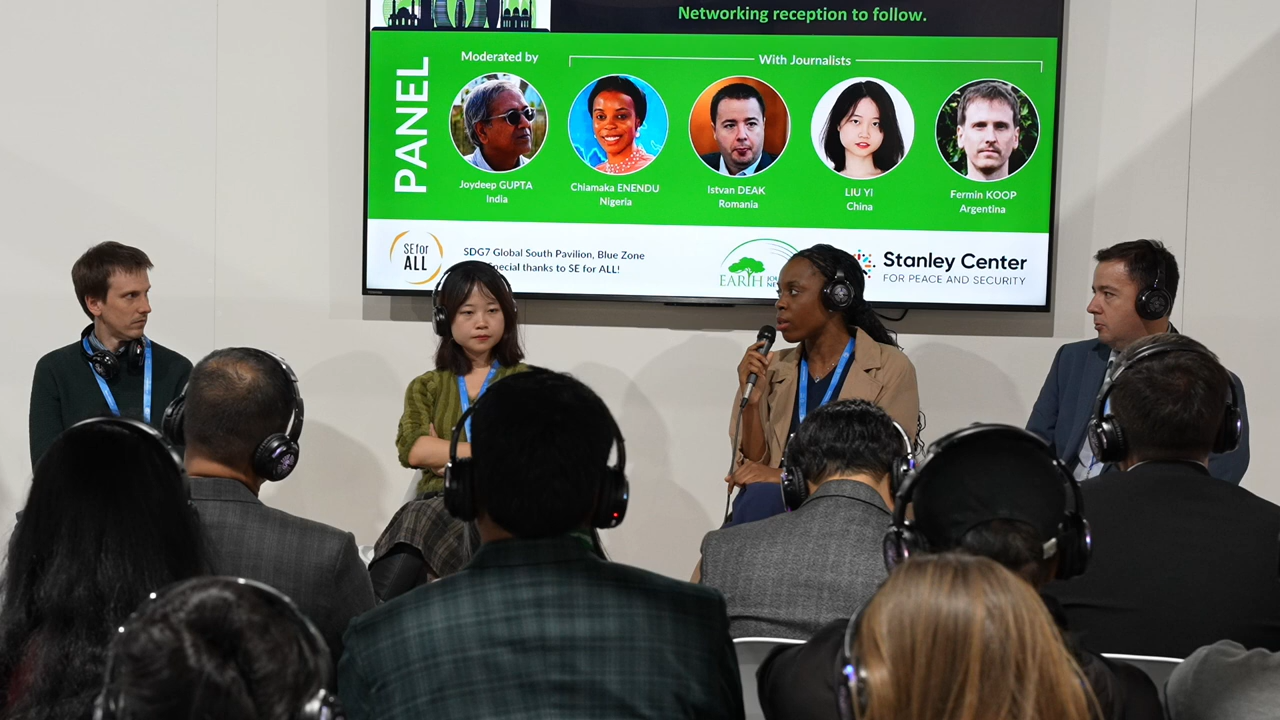 Networking reception to follow.
PANEL
Moderated by
With Journalists
Joydeep GUPTA
India
Chiamaka ENENDU
Nigeria
Istvan DEAK
Romania
LIU YI
China
Fermin KOOP
Argentina
SE for
ALL
SDG7 Global South Pavilion, Blue Zone
Special thanks to SE for ALL!
EARTH
Stanley Center
FOR PEACE AND SECURITY